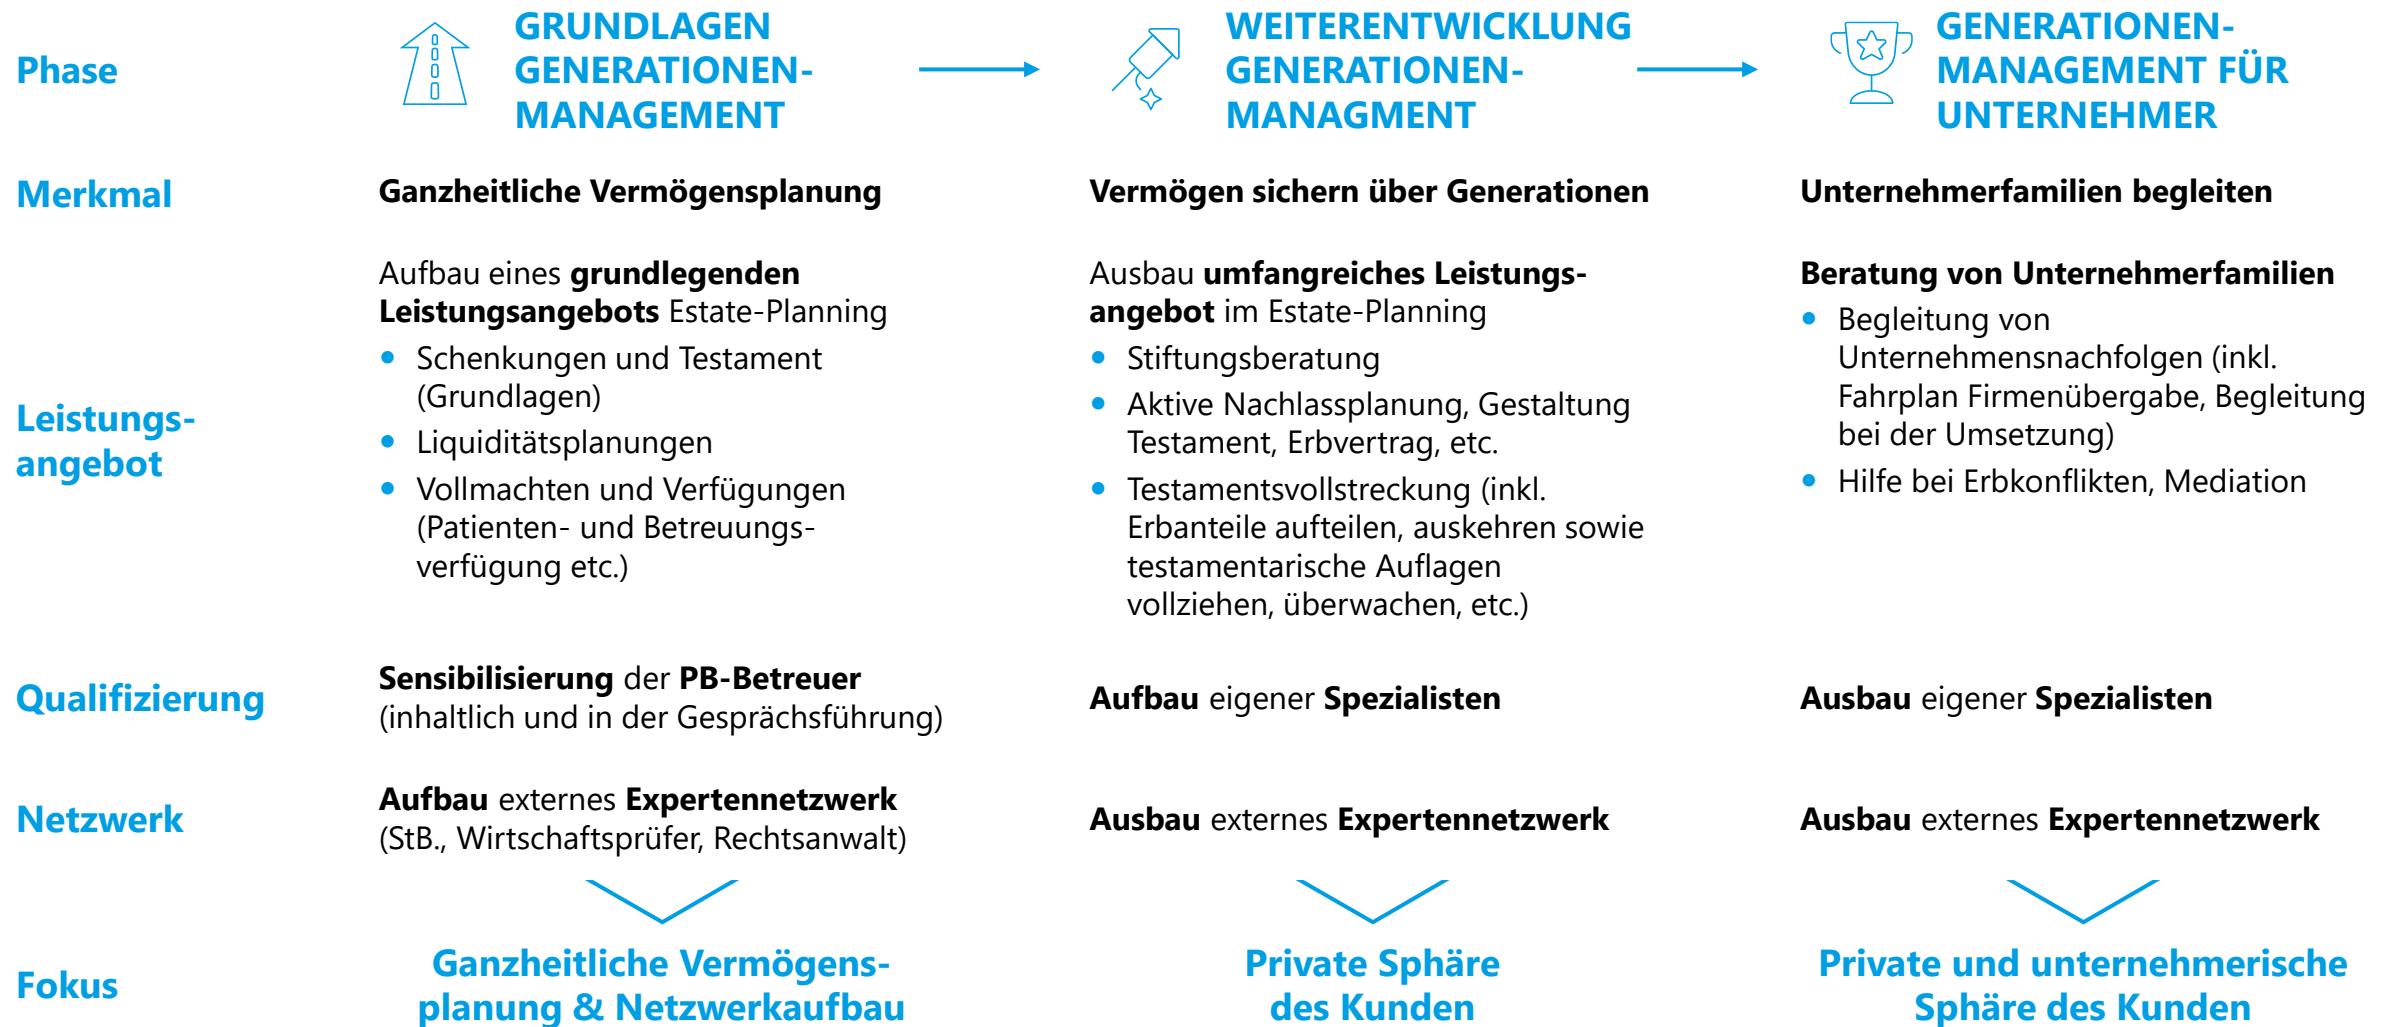 Phase
GRUNDLAGEN
GENERATIONEN-
MANAGEMENT
WEITERENTWICKLUNG
GENERATIONEN-
MANAGMENT
GENERATIONEN-
MANAGEMENT FÜR
UNTERNEHMER
Merkmal
Ganzheitliche Vermögensplanung
Vermögen sichern über Generationen
Unternehmerfamilien begleiten
Leistungs-
angebot
Aufbau eines grundlegenden
Leistungsangebots Estate-Planning
• Schenkungen und Testament
(Grundlagen)
• Liquiditätsplanungen
• Vollmachten und Verfügungen
(Patienten- und Betreuungs-
verfügung etc.)
Ausbau umfangreiches Leistungs-
angebot im Estate-Planning
• Stiftungsberatung
• Aktive Nachlassplanung, Gestaltung
Testament, Erbvertrag, etc.
• Testamentsvollstreckung (inkl.
Erbanteile aufteilen, auskehren sowie
testamentarische Auflagen
vollziehen, überwachen, etc.)
Beratung von Unternehmerfamilien
• Begleitung von
Unternehmensnachfolgen (inkl.
Fahrplan Firmenübergabe, Begleitung
bei der Umsetzung)
• Hilfe bei Erbkonflikten, Mediation
Qualifizierung
Sensibilisierung der PB-Betreuer
(inhaltlich und in der Gesprächsführung)
Aufbau eigener Spezialisten
Ausbau eigener Spezialisten
Netzwerk
Aufbau externes Expertennetzwerk
(StB., Wirtschaftsprüfer, Rechtsanwalt)
Ausbau externes Expertennetzwerk
Ausbau externes Expertennetzwerk
Fokus
Ganzheitliche Vermögens-
planung & Netzwerkaufbau
Private Sphäre
des Kunden
Private und unternehmerische
Sphäre des Kunden